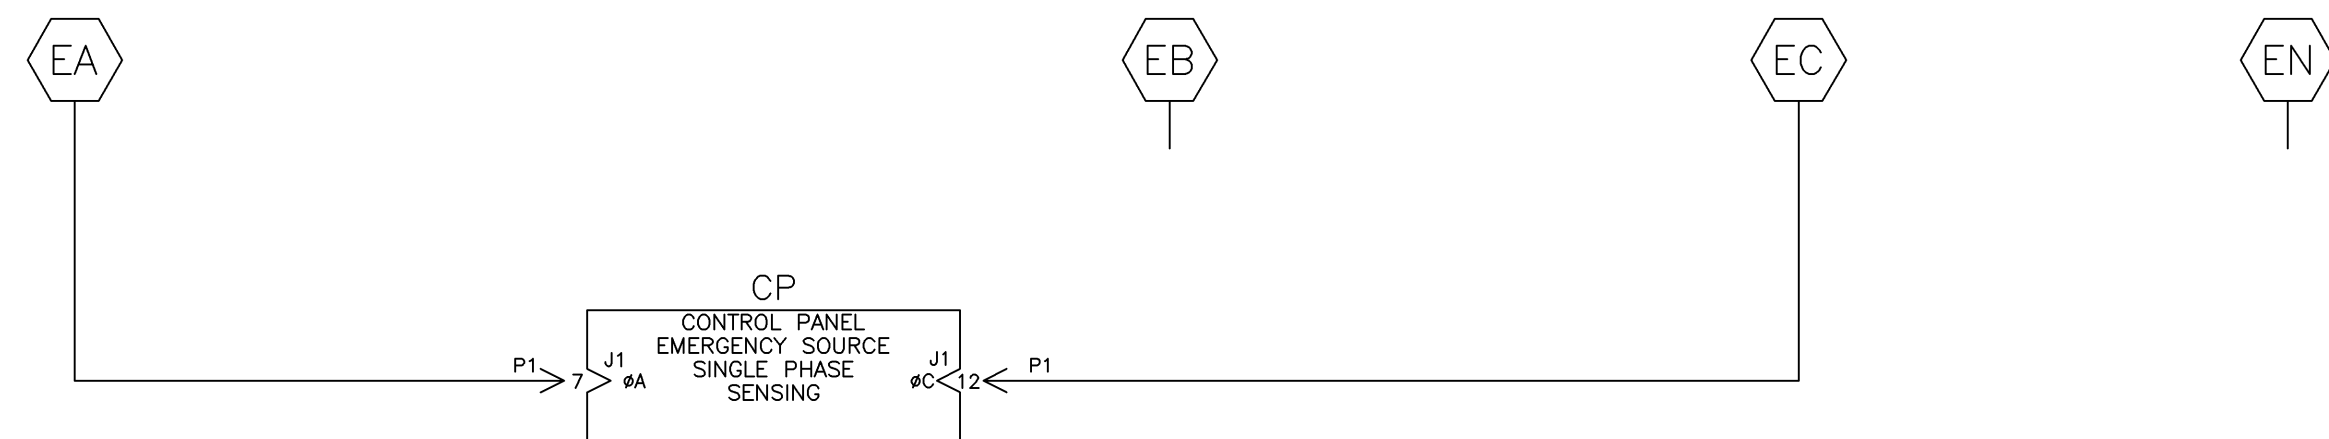 EA
EB
EC
EN
CP
CONTROL PANEL
EMERGENCY SOURCE
SINGLE PHASE
SENSING
P1
7
J1
øA
J1
øC
12
P1